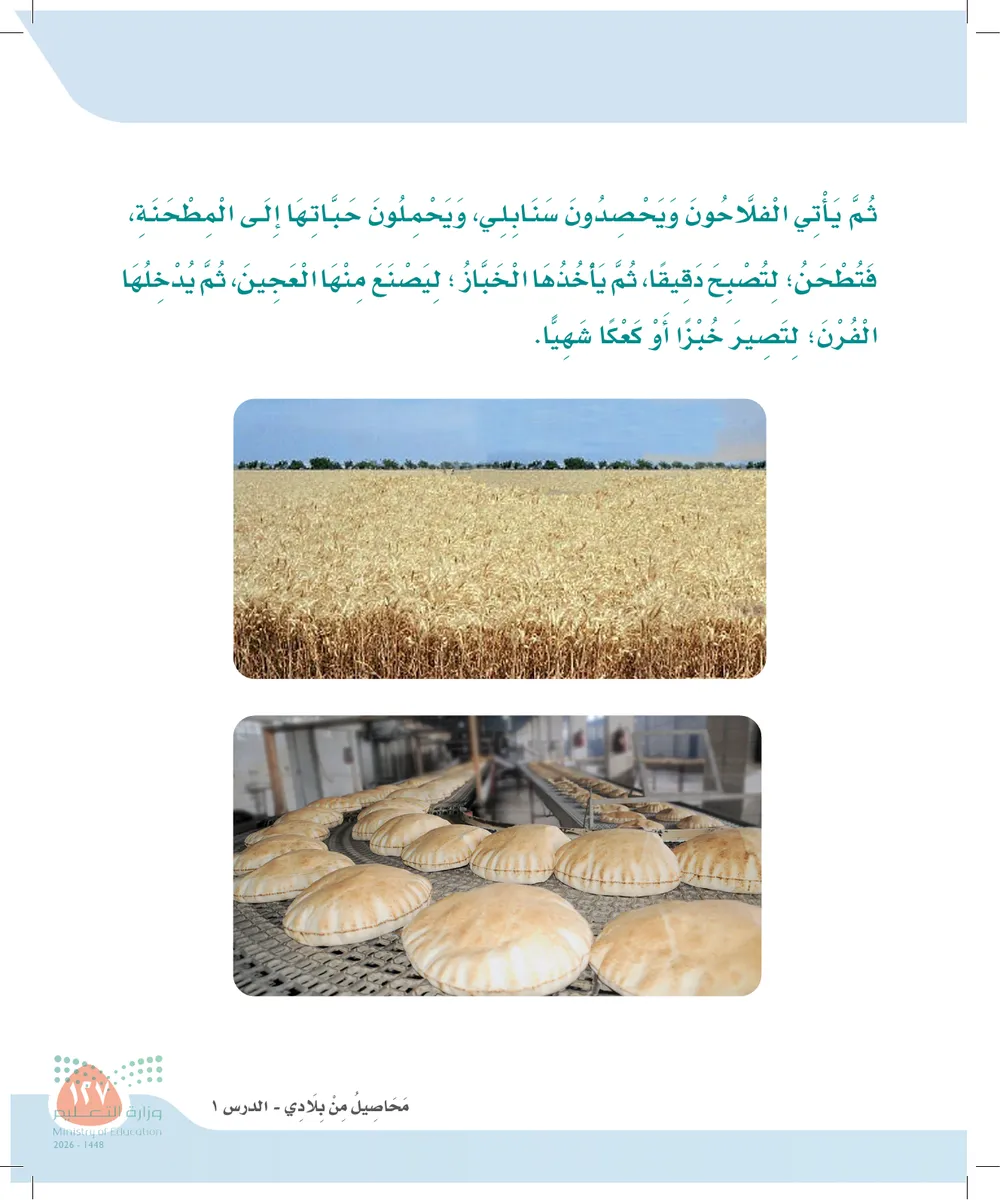 ثُمَّ يَأْتِي الْفلَّاحُونَ وَيَحْصِدُونَ سَنَابِلِي، وَيَحْمِلُونَ حَبَّاتِهَا إِلَى الْمِطْحَنَةِ،
فَتُطْحَنُ؛ لِتُصْبِحَ دَقِيقًا، ثُمَّ يَأْخُذُهَا الْخَبَّازُ؛ لِيَصْنَعَ مِنْهَا الْعَجِينَ، ثُمَّ يُدْخِلُهَا
الْفُرْنَ؛ لِتَصِيرَ خُبْزًا أَوْ كَعْكًا شَهِيًّا.
مَحَاصِيلُ مِنْ بِلَادِي - الدرس ١
١٢٧
وزارة التعليم
Ministry of Education
2026 - 1448